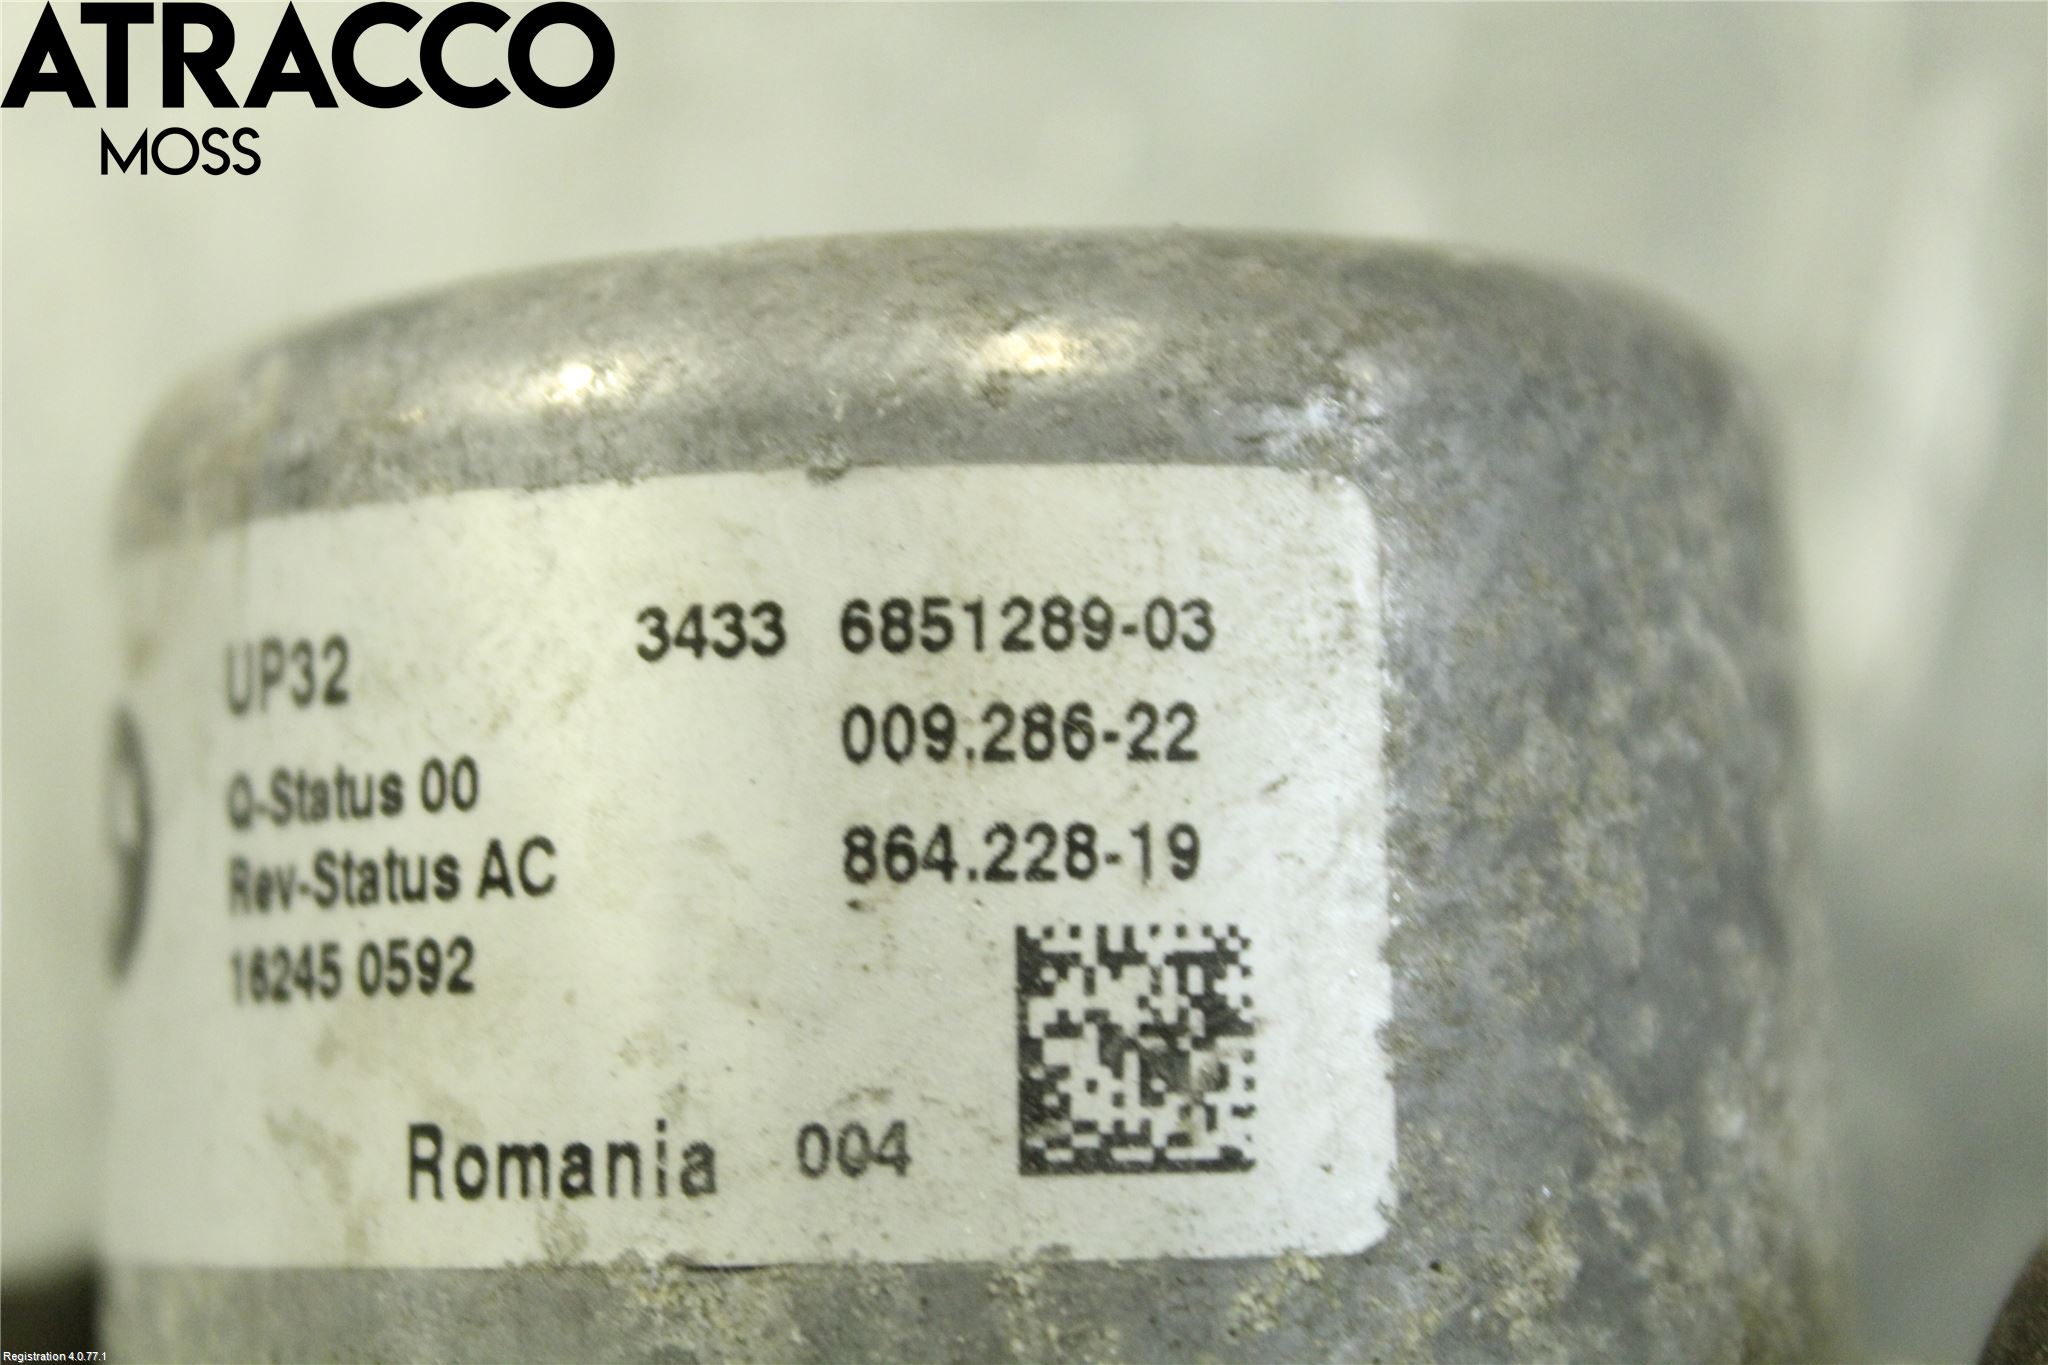 ATRACCO
MOSS
3433 6851289-03
UP32
009.286-22
Q-Status 00
864.228-19
Rev-Status AC
16245 0592
Romania 004
Registration 4.0.77.1